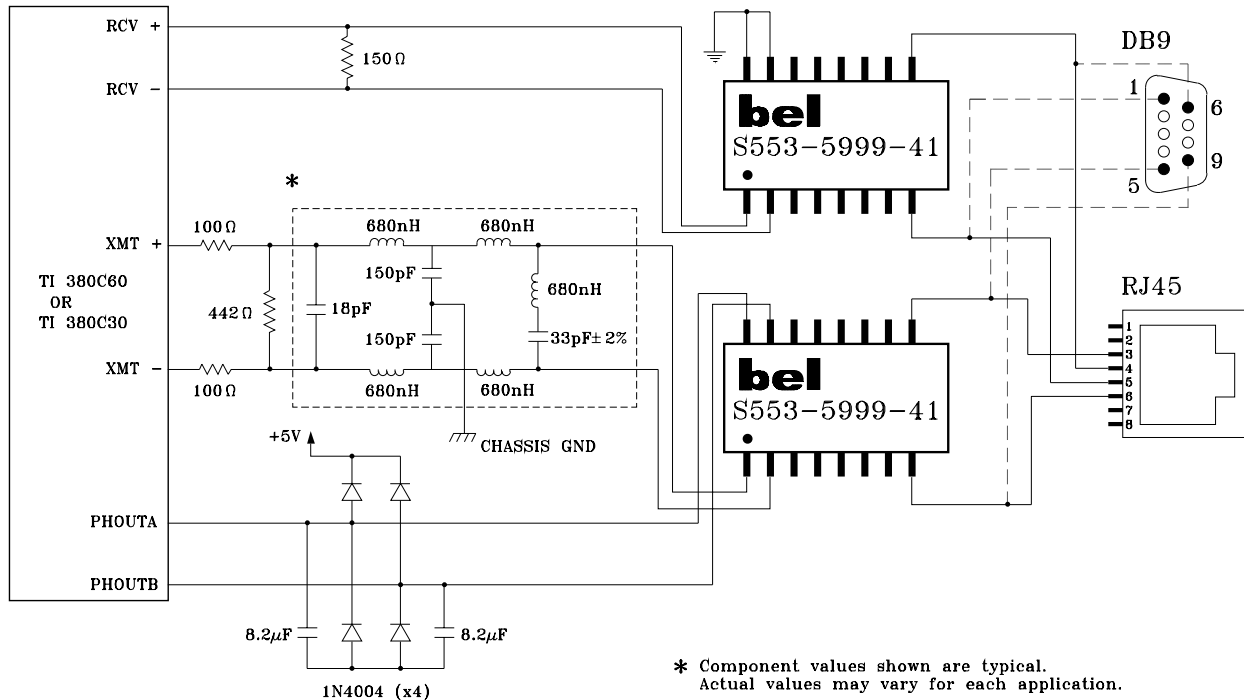 RCV +
150Ω
RCV -
bel
S553-5999-41
DB9
1
6
9
5
*
680nH
680nH
100Ω
XMT +
150pF
680nH
TI 380C60
OR
TI 380C30
442Ω
18pF
150pF
33pF±2%
XMT -
100Ω
680nH
680nH
bel
S553-5999-41
RJ45
1
2
3
4
5
6
7
8
+5V
CHASSIS GND
PHOUTA
PHOUTB
8.2µF
8.2µF
1N4004 (x4)
* Component values shown are typical.
Actual values may vary for each application.